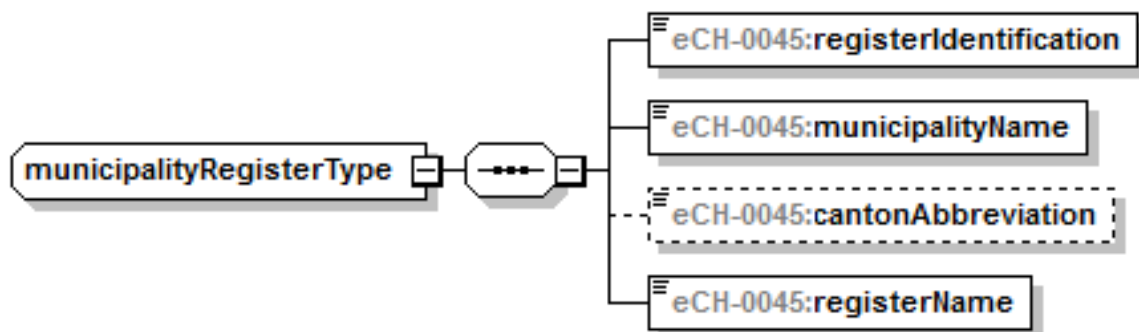 eCH-0045:registerIdentification
eCH-0045:municipalityName
municipalityRegisterType
eCH-0045:cantonAbbreviation
eCH-0045:registerName